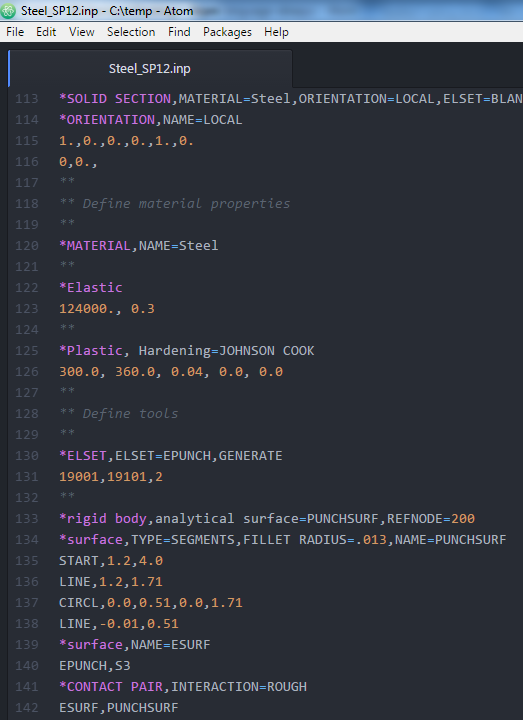 Steel_SP12.inp - C:\temp - Atom
File Edit View Selection Find Packages Help
Steel_SP12.inp
113 *SOLID SECTION,MATERIAL=Steel,ORIENTATION=LOCAL,ELSET=BLAN
114 *ORIENTATION,NAME=LOCAL
115 1.,0.,0.,0.,1.,0.
116 0,0.,
117 **
118 ** Define material properties
119 **
120 *MATERIAL,NAME=Steel
121 **
122 *Elastic
123 124000., 0.3
124 **
125 *Plastic, Hardening=JOHNSON COOK
126 300.0, 360.0, 0.04, 0.0, 0.0
127 **
128 ** Define tools
129 **
130 *ELSET,ELSET=EPUNCH,GENERATE
131 19001,19101,2
132 **
133 *rigid body,analytical surface=PUNCHSURF,REFNODE=200
134 *surface,TYPE=SEGMENTS,FILLET RADIUS=.013,NAME=PUNCHSURF
135 START,1.2,4.0
136 LINE,1.2,1.71
137 CIRCL,0.0,0.51,0.0,1.71
138 LINE,-0.01,0.51
139 *surface,NAME=ESURF
140 EPUNCH,S3
141 *CONTACT PAIR,INTERACTION=ROUGH
142 ESURF,PUNCHSURF